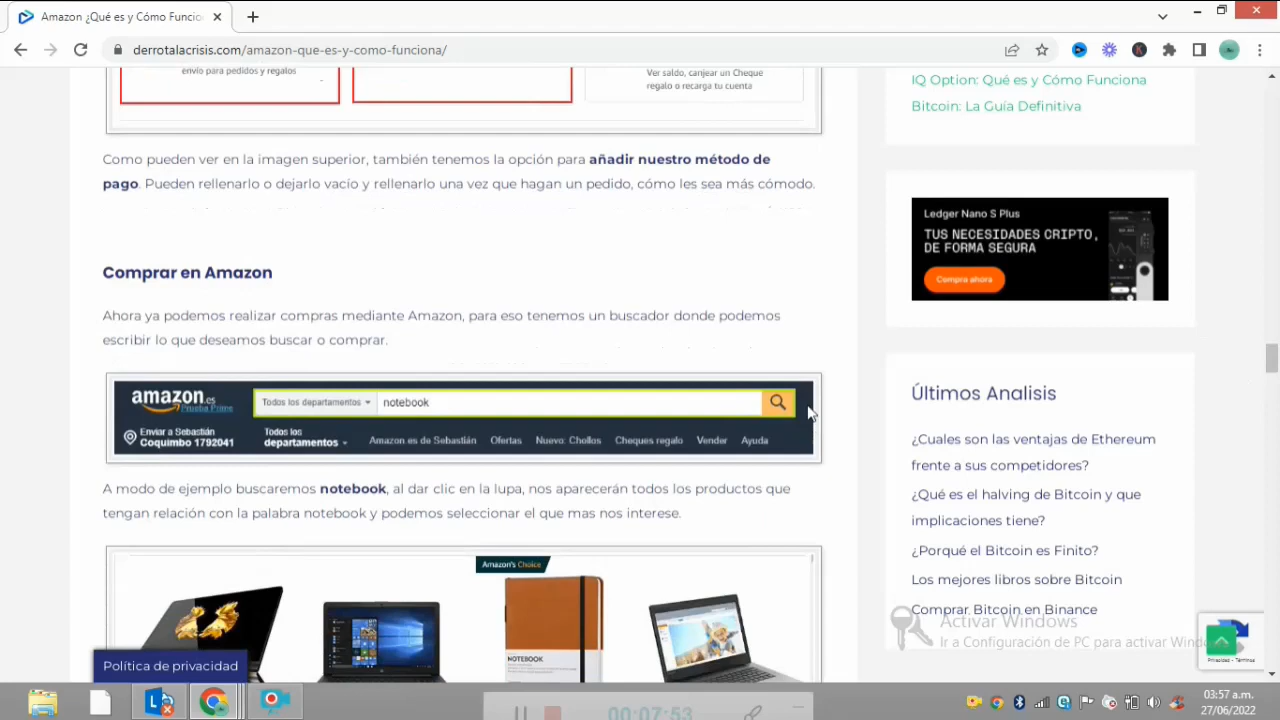 Amazon ¿Qué es y Cómo Funcio
derrotalacrisis.com/amazon-que-es-y-como-funciona/
envío para pedidos y regalos
Ver saldo, canjear un Cheque
regalo o recarga tu cuenta
Como pueden ver en la imagen superior, también tenemos la opción para añadir nuestro método de
pago. Pueden rellenarlo o dejarlo vacío y rellenarlo una vez que hagan un pedido, cómo les sea más cómodo.
Comprar en Amazon
Ahora ya podemos realizar compras mediante Amazon, para eso tenemos un buscador donde podemos
escribir lo que deseamos buscar o comprar.
amazon.es
Prueba Prime
Todos los departamentos
notebook
Enviar a Sebastián
Coquimbo 1792041
Todos los
departamentos
Amazon.es de Sebastián Ofertas Nuevo: Chollos Cheques regalo Vender Ayuda
A modo de ejemplo buscaremos notebook, al dar clic en la lupa, nos aparecerán todos los productos que
tengan relación con la palabra notebook y podemos seleccionar el que mas nos interese.
Amazon's Choice
NOTEBOOK
Política de privacidad
IQ Option: Qué es y Cómo Funciona
Bitcoin: La Guía Definitiva
Ledger Nano S Plus
TUS NECESIDADES CRIPTO,
DE FORMA SEGURA
Compra ahora
Últimos Analisis
¿Cuales son las ventajas de Ethereum
frente a sus competidores?
¿Qué es el halving de Bitcoin y que
implicaciones tiene?
¿Porqué el Bitcoin es Finito?
Los mejores libros sobre Bitcoin
Comprar Bitcoin en Binance
Activar Windows
Ir a Configuración de PC para activar Windo
Privacidad - Términos
00:07:53
03:57 a.m.
27/06/2022